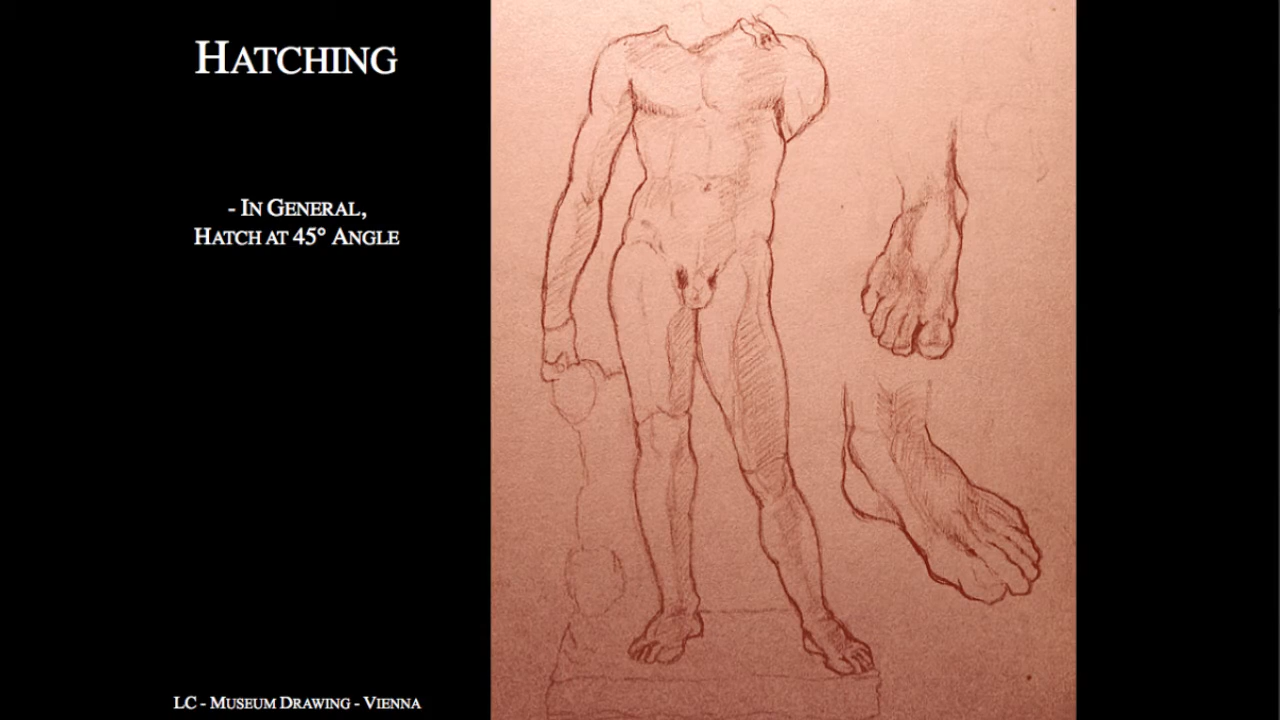 HATCHING
- IN GENERAL,
HATCH AT 45° ANGLE
LC - MUSEUM DRAWING - VIENNA